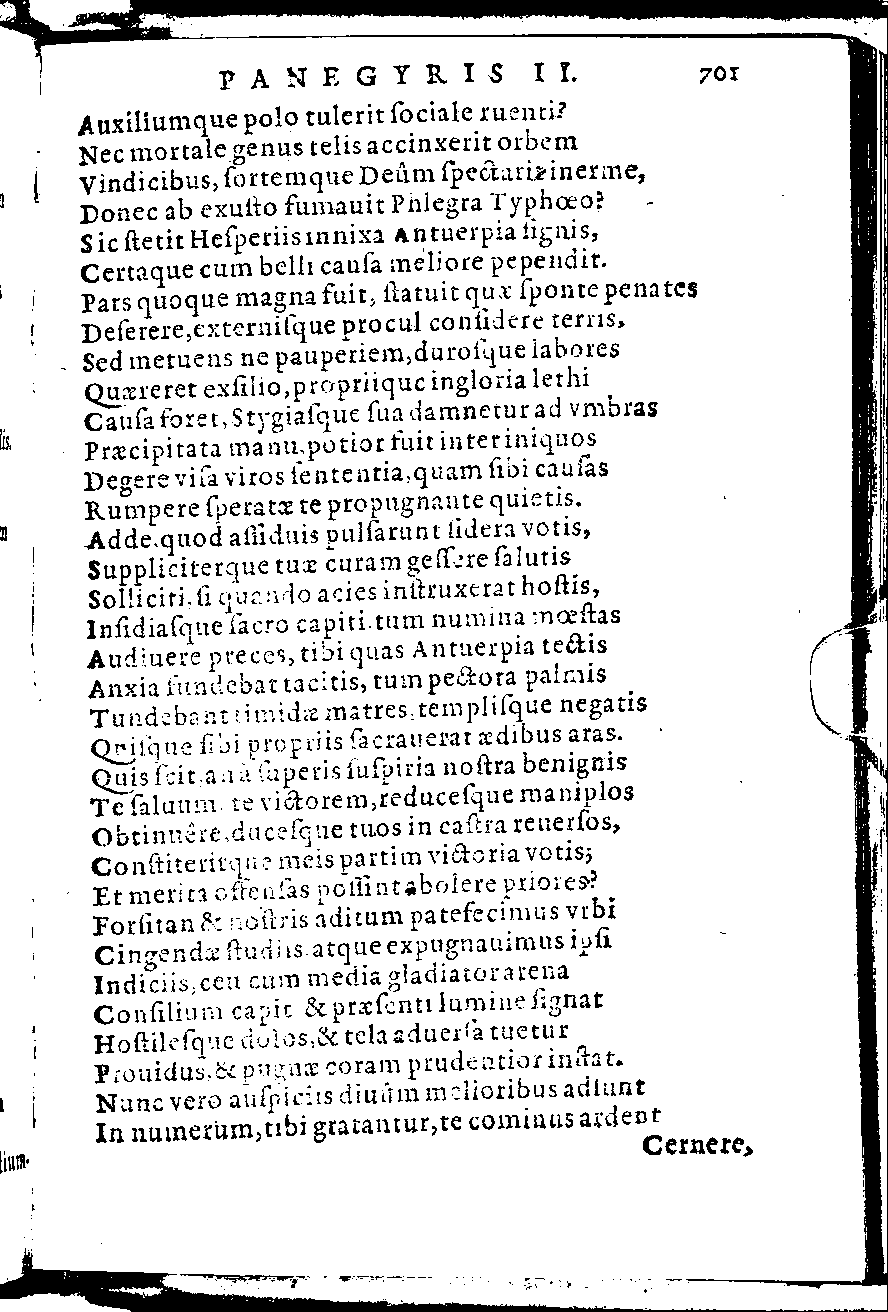 PANEGYRIS II. 701
Auxiliumque polo tulerit ſociale ruenti?
Nec mortale genus telis accinxerit orbem
Vindicibus, ſortemque Deûm ſpectarit inerme,
Donec ab exuſto fumauit Phlegra Typhœo?
Sic ſtetit Heſperiis innixa Antuerpia ſignis,
Certaque cum belli cauſa meliore pependit.
Pars quoque magna fuit, ſtatuit quæ ſponte penates
Deſerere, externiſque procul conſidere terris,
Sed metuens ne pauperiem, duroſque labores
Quæreret exſilio, propriique ingloria lethi
Cauſa foret, Stygiaſque ſua damnetur ad vmbras
Præcipitata manu, potior fuit inter iniquos
Degere viſa viros ſententia, quam ſibi cauſas
Rumpere ſperatæ te propugnante quietis.
Adde, quod aſſiduis pulſarunt ſidera votis,
Suppliciterque tuæ curam geſſere ſalutis
Solliciti, ſi quando acies inſtruxerat hoſtis,
Inſidiaſque ſacro capiti. tum numina mœſtas
Audiuere preces, tibi quas Antuerpia tectis
Anxia fundebat tacitis, tum pectora palmis
Tundebant timidæ matres, templiſque negatis
Quiſque ſibi propriis ſacrauerat ædibus aras.
Quis ſcit, an à ſuperis ſuſpiria noſtra benignis
Te ſaluum, te victorem, reduceſque maniplos
Obtinuêre, duceſque tuos in caſtra reuerſos,
Conſtiteritque meis partim victoria votis;
Et merita offenſas poſſint abolere priores?
Forſitan & noſtris aditum patefecimus vrbi
Cingendæ ſtudiis, atque expugnauimus ipſi
Indiciis, ceu cum media gladiator arena
Conſilium capit & præſenti lumine ſignat
Hoſtileſque dolos, & tela aduerſa tuetur
Prouidus, & pugnæ coram prudentior inſtat.
Nunc vero auſpiciis diuûm melioribus adſunt
In numerum, tibi gratantur, te cominus ardent
Cernere,